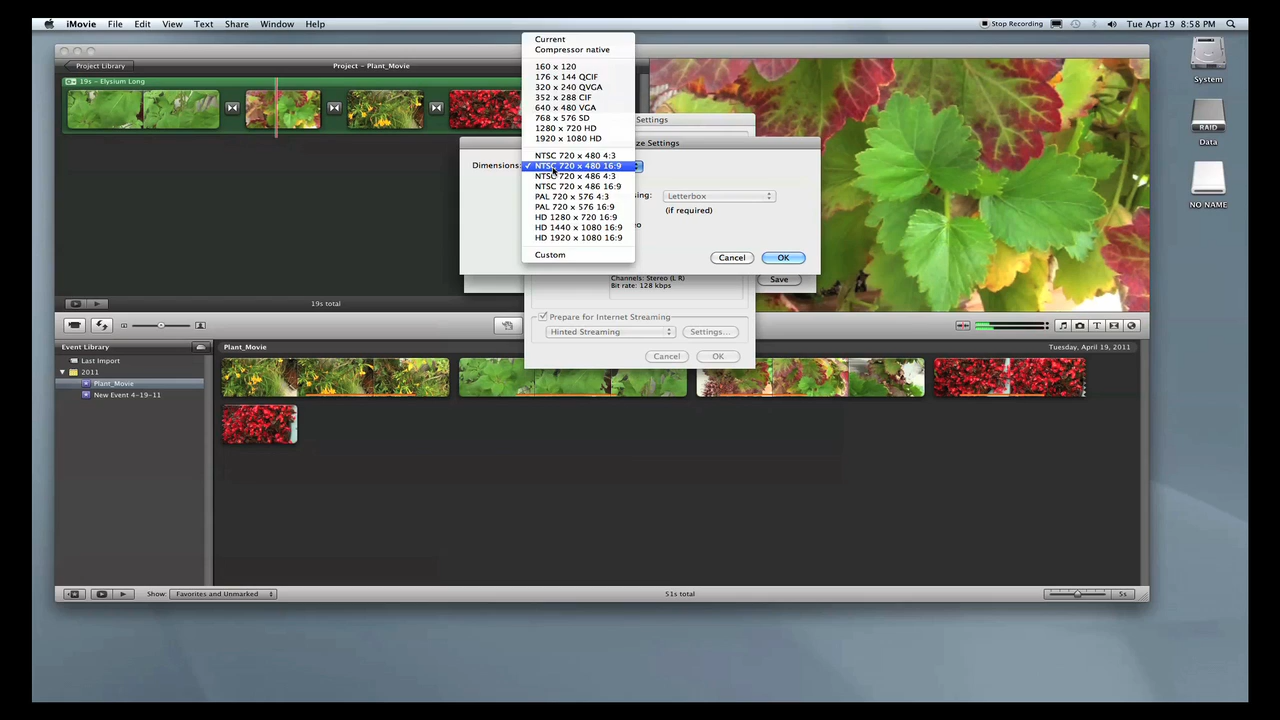 iMovie File Edit View Text Share Window Help
Stop Recording Tue Apr 19 8:58 PM
Project Library
Project - Plant_Movie
19s - Elysium Long
Current
Compressor native
160 x 120
176 x 144 QCIF
320 x 240 QVGA
352 x 288 CIF
640 x 480 VGA
768 x 576 SD
1280 x 720 HD
1920 x 1080 HD
NTSC 720 x 480 4:3
Dimensions: ✓ NTSC 720 x 480 16:9
NTSC 720 x 486 4:3
NTSC 720 x 486 16:9
PAL 720 x 576 4:3
PAL 720 x 576 16:9
HD 1280 x 720 16:9
HD 1440 x 1080 16:9
HD 1920 x 1080 16:9
Custom
Settings
Settings
Letterbox
(if required)
Cancel OK
Save
Channels: Stereo (L R)
Bit rate: 128 kbps
Prepare for Internet Streaming
Hinted Streaming Settings...
Cancel OK
System
RAID
Data
NO NAME
19s total
Event Library
Last Import
2011
Plant_Movie
New Event 4-19-11
Plant_Movie
Tuesday, April 19, 2011
Show: Favorites and Unmarked
51s total
5s